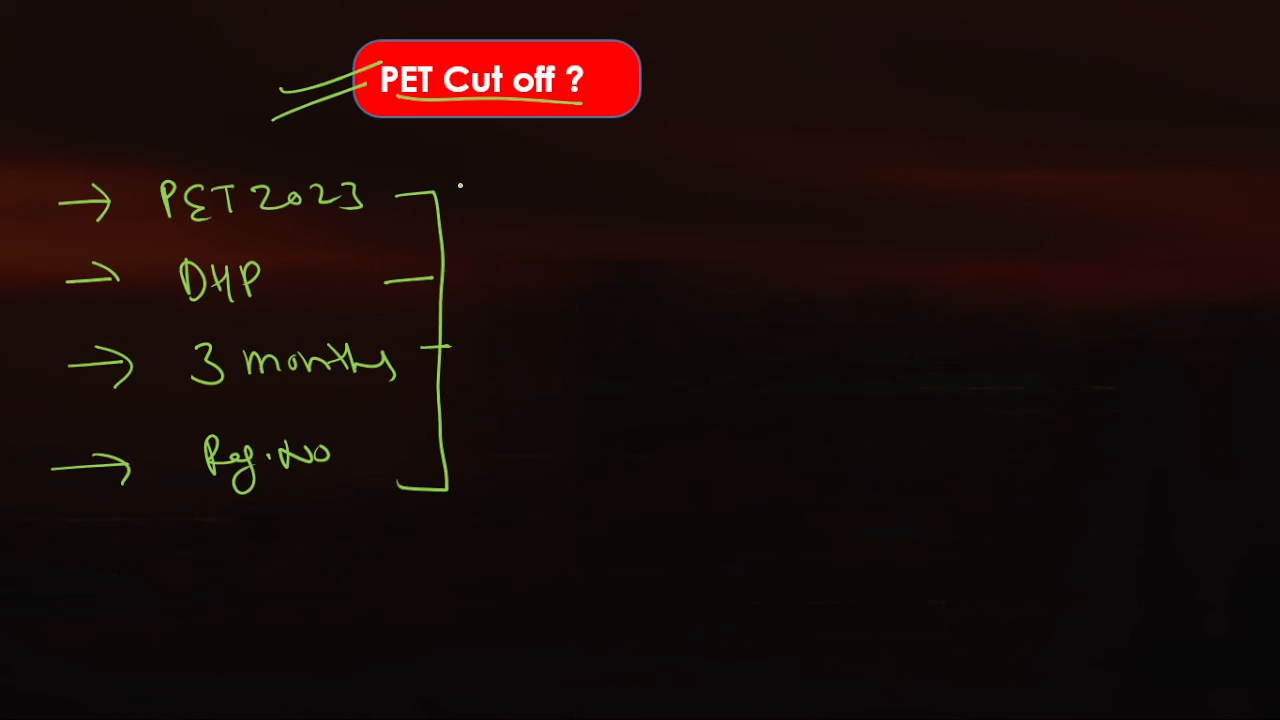 PET Cut off ?
PET 2023
DHP
3 months
Reg. No